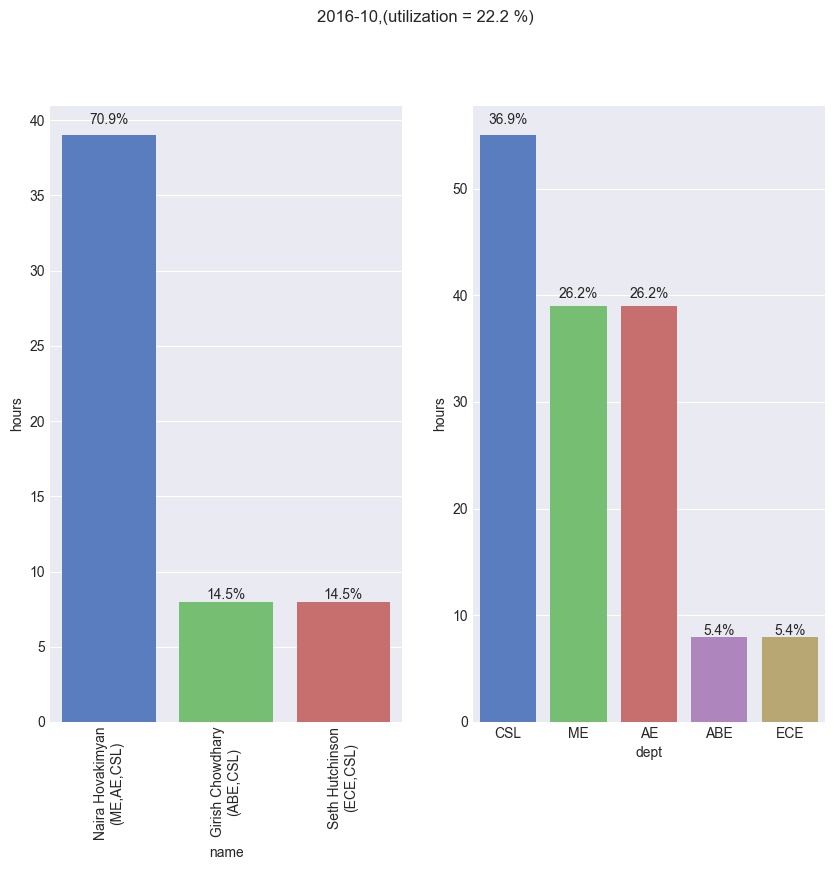 2016-10,(utilization = 22.2 %)
40
35
30
25
20
15
10
5
0
hours
70.9%
14.5%
14.5%
Naira Hovakimyan
(ME,AE,CSL)
Girish Chowdhary
(ABE,CSL)
Seth Hutchinson
(ECE,CSL)
name
50
40
30
20
10
0
hours
36.9%
26.2%
26.2%
5.4%
5.4%
CSL
ME
AE
ABE
ECE
dept